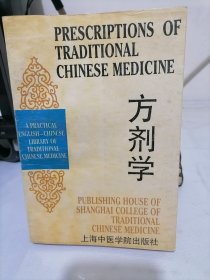 PRESCRIPTIONS OF
TRADITIONAL
CHINESE MEDICINE
A PRACTICAL
ENGLISH-CHINESE
LIBRARY OF
TRADITIONAL
CHINESE MEDICINE
方剂学
PUBLISHING HOUSE OF
SHANGHAI COLLEGE OF
TRADITIONAL
CHINESE MEDICINE
上海中医学院出版社